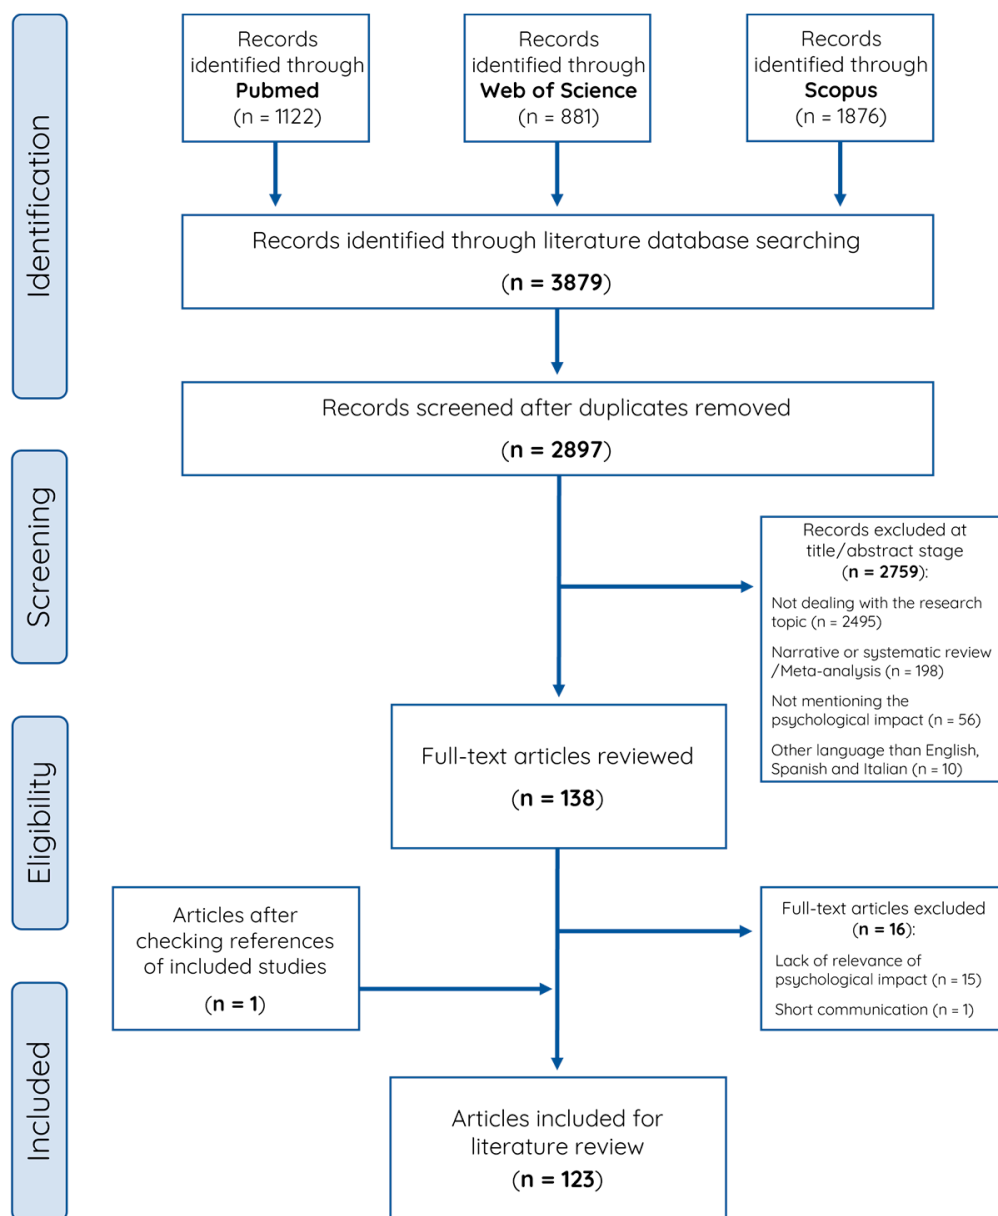 Identification
Records
identified through
Pubmed
(n = 1122)
Records
identified through
Web of Science
(n = 881)
Records
identified through
Scopus
(n = 1876)
Records identified through literature database searching
(n = 3879)
Records screened after duplicates removed
(n = 2897)
Screening
Records excluded at
title/abstract stage
(n = 2759):
Not dealing with the research
topic (n = 2495)
Narrative or systematic review
/Meta-analysis (n = 198)
Not mentioning the
psychological impact (n = 56)
Other language than English,
Spanish and Italian (n = 10)
Eligibility
Full-text articles reviewed
(n = 138)
Articles after
checking references
of included studies
(n = 1)
Full-text articles excluded
(n = 16):
Lack of relevance of
psychological impact (n = 15)
Short communication (n = 1)
Included
Articles included for
literature review
(n = 123)